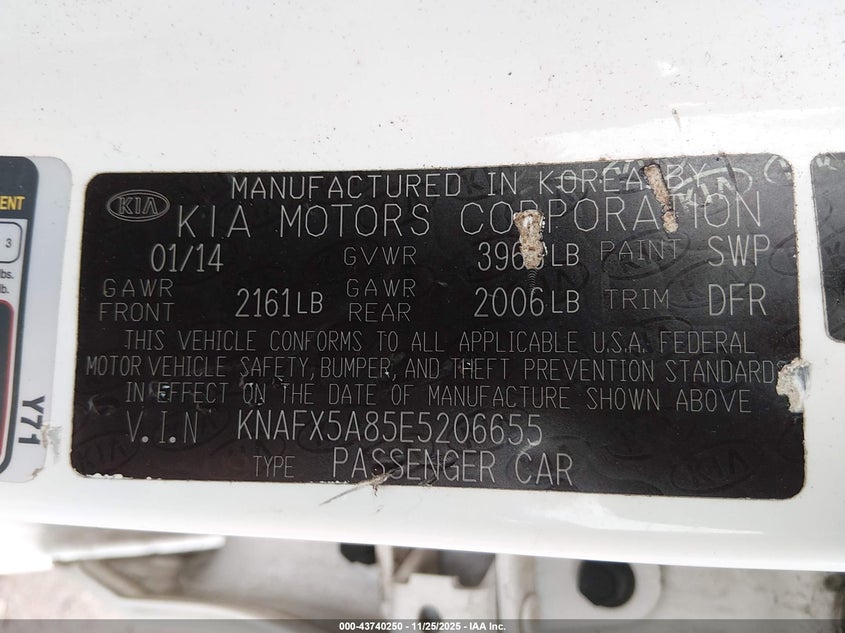 MANUFACTURED IN KOREA BY
KIA
KIA MOTORS CORPORATION
01/14 GVWR PAINT SWP
GAWR FRONT 2161LB GAWR REAR 2006LB TRIM DFR
THIS VEHICLE CONFORMS TO ALL APPLICABLE U.S.A. FEDERAL
MOTOR VEHICLE SAFETY, BUMPER, AND THEFT PREVENTION STANDARDS
IN EFFECT ON THE DATE OF MANUFACTURE SHOWN ABOVE
V.I.N KNAFX5A85E5206655
TYPE PASSENGER CAR
3
lbs.
Y71
000-43740250 - 11/25/2025 - IAA Inc.